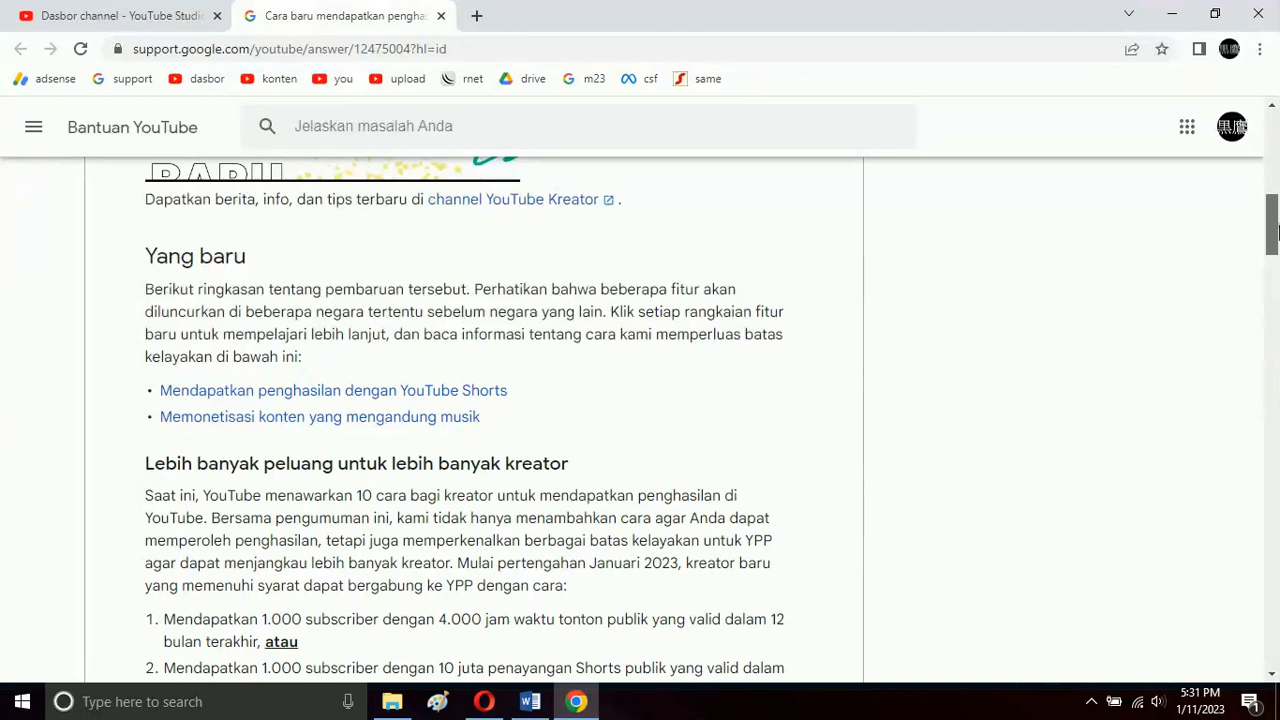 Dasbor channel - YouTube Studio
Cara baru mendapatkan pengha
support.google.com/youtube/answer/12475004?hl=id
adsense support dasbor konten you upload rnet drive m23 csf same
Bantuan YouTube
Jelaskan masalah Anda
黒鷹
BARU
Dapatkan berita, info, dan tips terbaru di channel YouTube Kreator .
Yang baru
Berikut ringkasan tentang pembaruan tersebut. Perhatikan bahwa beberapa fitur akan
diluncurkan di beberapa negara tertentu sebelum negara yang lain. Klik setiap rangkaian fitur
baru untuk mempelajari lebih lanjut, dan baca informasi tentang cara kami memperluas batas
kelayakan di bawah ini:
• Mendapatkan penghasilan dengan YouTube Shorts
• Memonetisasi konten yang mengandung musik
Lebih banyak peluang untuk lebih banyak kreator
Saat ini, YouTube menawarkan 10 cara bagi kreator untuk mendapatkan penghasilan di
YouTube. Bersama pengumuman ini, kami tidak hanya menambahkan cara agar Anda dapat
memperoleh penghasilan, tetapi juga memperkenalkan berbagai batas kelayakan untuk YPP
agar dapat menjangkau lebih banyak kreator. Mulai pertengahan Januari 2023, kreator baru
yang memenuhi syarat dapat bergabung ke YPP dengan cara:
1. Mendapatkan 1.000 subscriber dengan 4.000 jam waktu tonton publik yang valid dalam 12
bulan terakhir, atau
2. Mendapatkan 1.000 subscriber dengan 10 juta penayangan Shorts publik yang valid dalam
Type here to search
5:31 PM
1/11/2023